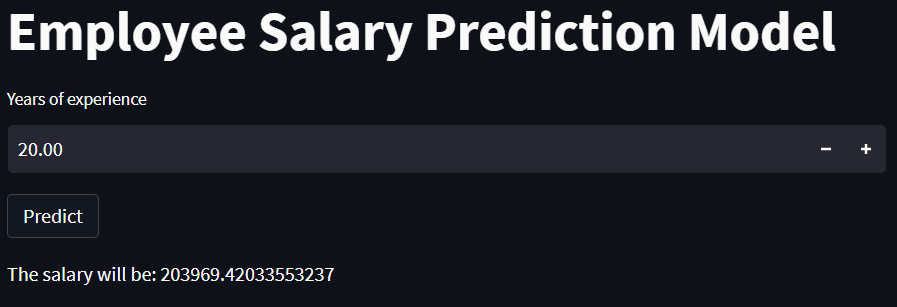 Employee Salary Prediction Model
Years of experience
20.00
Predict
The salary will be: 203969.42033553237